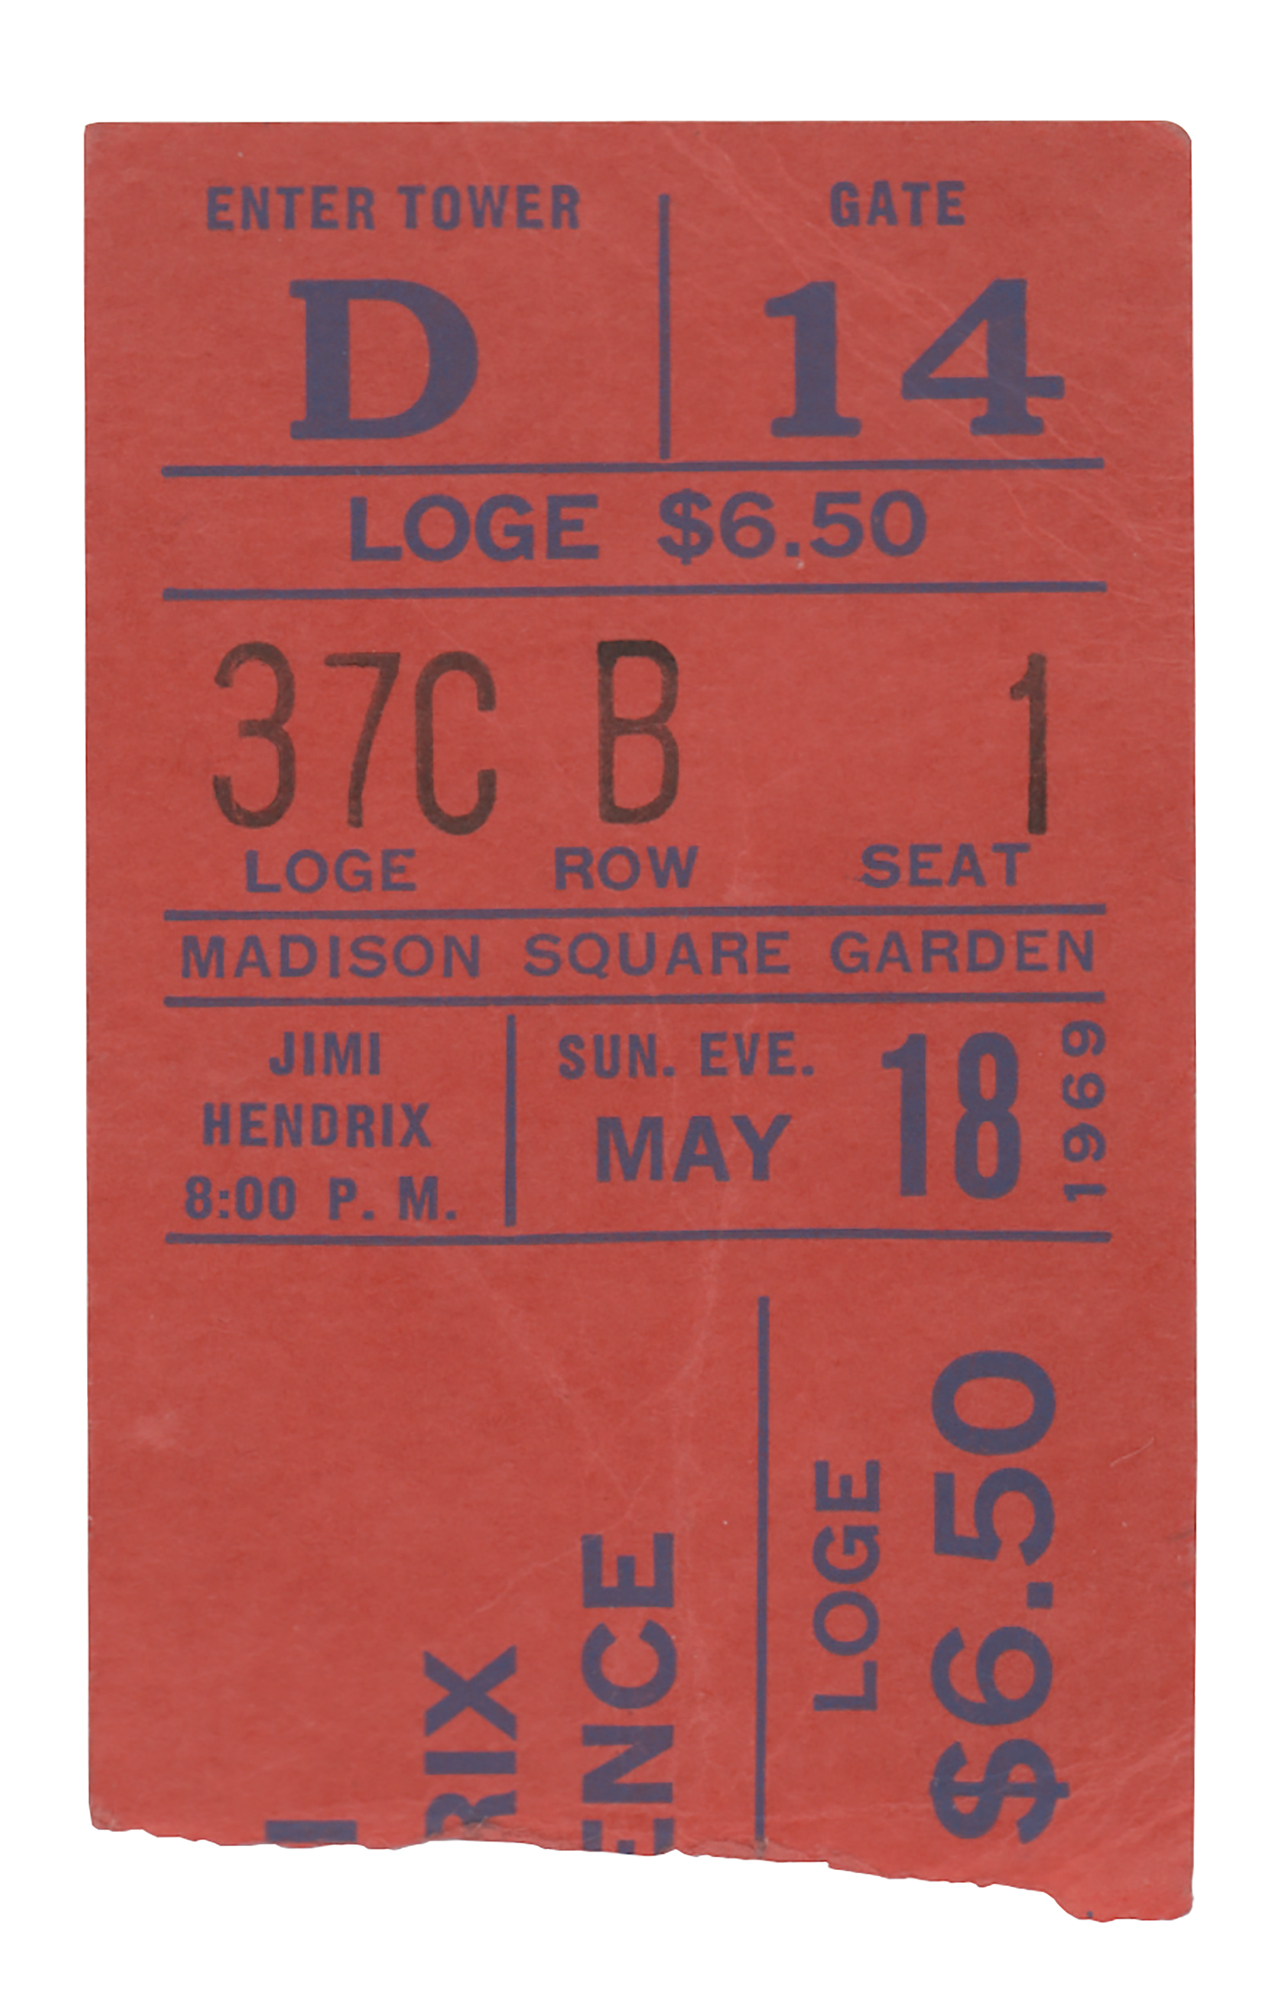 ENTER TOWER
GATE
D
14
LOGE $6.50
37C B 1
LOGE ROW SEAT
MADISON SQUARE GARDEN
JIMI
HENDRIX
8:00 P. M.
SUN. EVE.
MAY
18
1969
RIX
ENCE
LOGE
$6.50